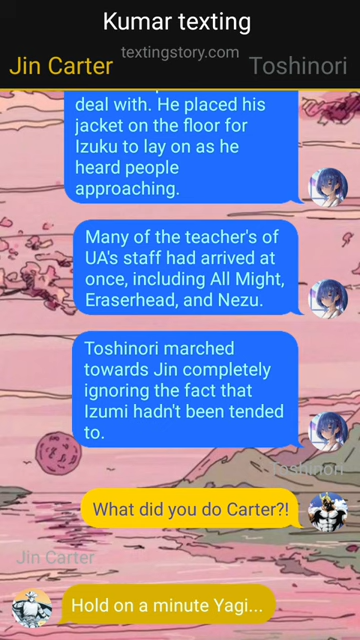 Kumar texting
textingstory.com
Jin Carter
Toshinori
deal with. He placed his
jacket on the floor for
Izuku to lay on as he
heard people
approaching.
Many of the teacher's of
UA's staff had arrived at
once, including All Might,
Eraserhead, and Nezu.
Toshinori marched
towards Jin completely
ignoring the fact that
Izumi hadn't been tended
to.
Toshinori
What did you do Carter?!
Jin Carter
Hold on a minute Yagi...